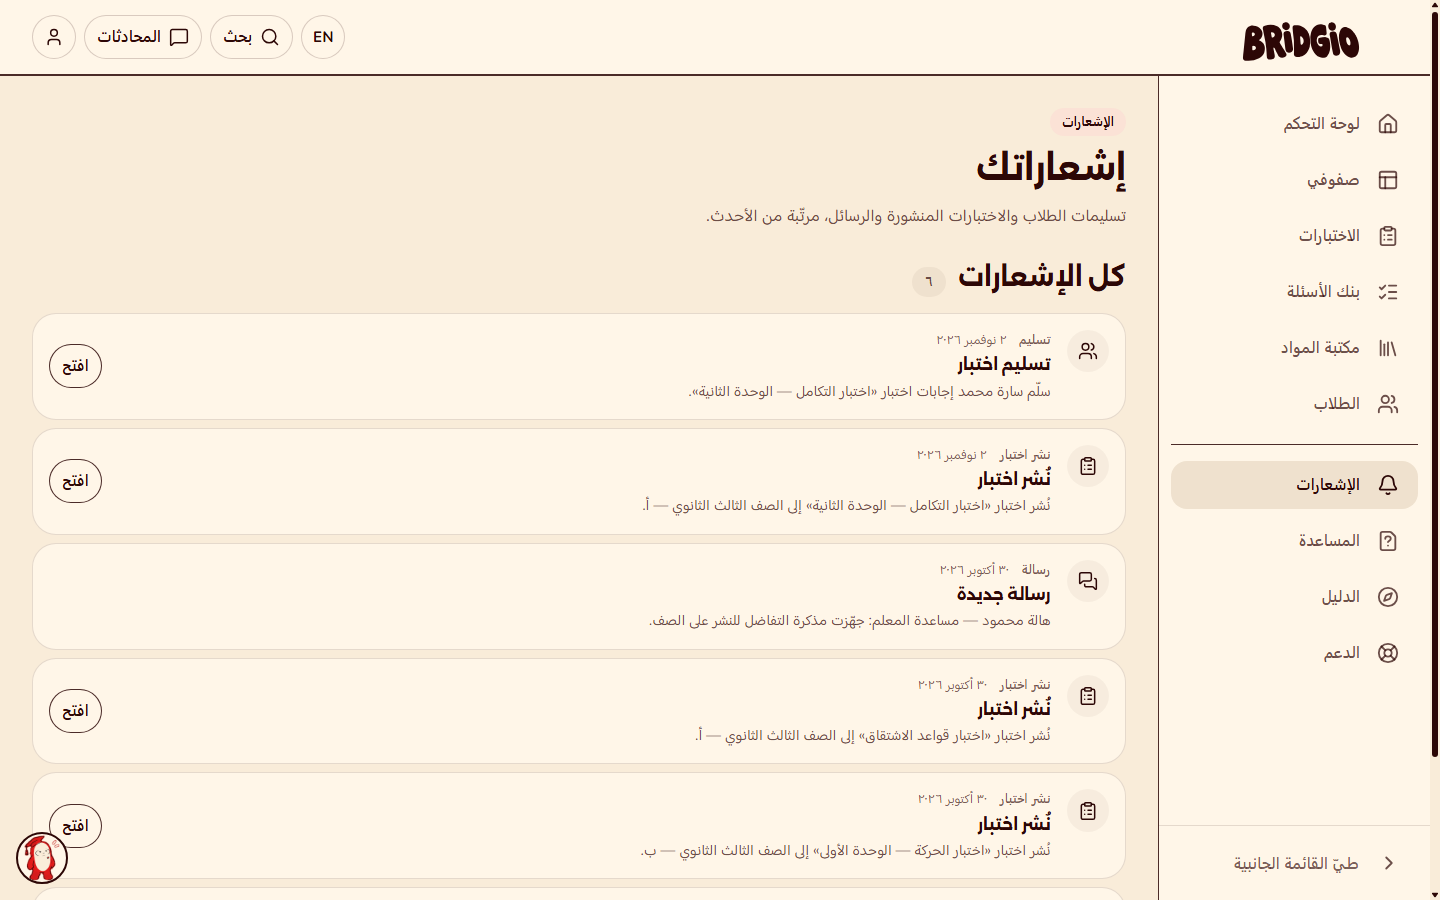 BRiDGiO
EN
بحث
المحادثات
لوحة التحكم
صفوفي
الاختبارات
بنك الأسئلة
مكتبة المواد
الطلاب
الإشعارات
المساعدة
الدليل
الدعم
طيّ القائمة الجانبية
الإشعارات
إشعاراتك
تسليمات الطلاب والاختبارات المنشورة والرسائل، مرتّبة من الأحدث.
كل الإشعارات ٦
تسليم ٢ نوفمبر ٢٠٢٦
تسليم اختبار
سلّم سارة محمد إجابات اختبار «اختبار التكامل — الوحدة الثانية».
افتح
نشر اختبار ٢ نوفمبر ٢٠٢٦
نُشر اختبار
نُشر اختبار «اختبار التكامل — الوحدة الثانية» إلى الصف الثالث الثانوي — أ.
افتح
رسالة ٣٠ أكتوبر ٢٠٢٦
رسالة جديدة
هالة محمود — مساعدة المعلم: جهّزت مذكرة التفاضل للنشر على الصف.
نشر اختبار ٣٠ أكتوبر ٢٠٢٦
نُشر اختبار
نُشر اختبار «اختبار قواعد الاشتقاق» إلى الصف الثالث الثانوي — أ.
افتح
نشر اختبار ٣٠ أكتوبر ٢٠٢٦
نُشر اختبار
نُشر اختبار «اختبار الحركة — الوحدة الأولى» إلى الصف الثالث الثانوي — ب.
افتح